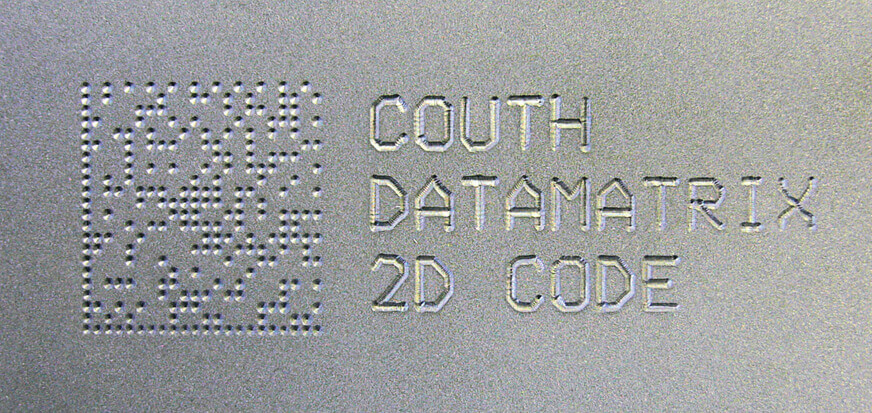 COUTH
DATAMATRIX
2D CODE